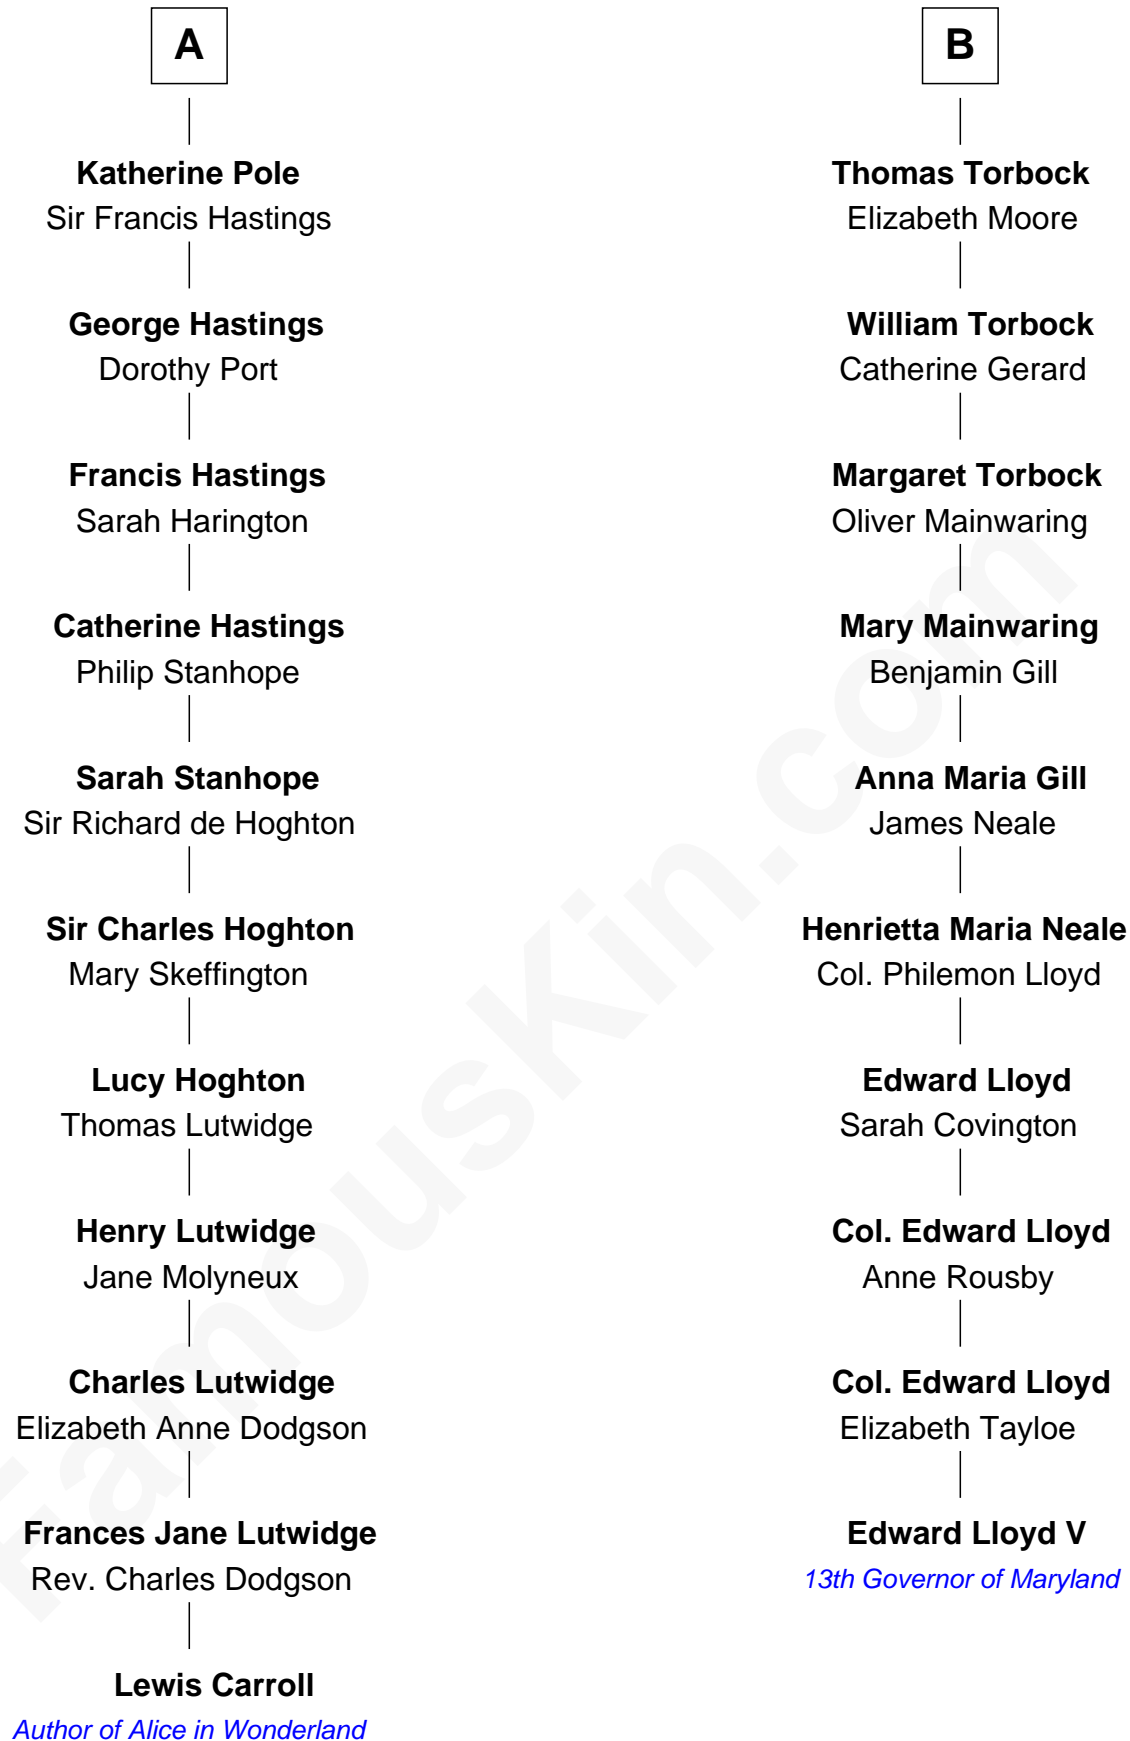 A
Katherine Pole
Sir Francis Hastings
George Hastings
Dorothy Port
Francis Hastings
Sarah Harington
Catherine Hastings
Philip Stanhope
Sarah Stanhope
Sir Richard de Hoghton
Sir Charles Hoghton
Mary Skeffington
Lucy Hoghton
Thomas Lutwidge
Henry Lutwidge
Jane Molyneux
Charles Lutwidge
Elizabeth Anne Dodgson
Frances Jane Lutwidge
Rev. Charles Dodgson
Lewis Carroll
Author of Alice in Wonderland
B
Thomas Torbock
Elizabeth Moore
William Torbock
Catherine Gerard
Margaret Torbock
Oliver Mainwaring
Mary Mainwaring
Benjamin Gill
Anna Maria Gill
James Neale
Henrietta Maria Neale
Col. Philemon Lloyd
Edward Lloyd
Sarah Covington
Col. Edward Lloyd
Anne Rousby
Col. Edward Lloyd
Elizabeth Tayloe
Edward Lloyd V
13th Governor of Maryland
FamousKin.com